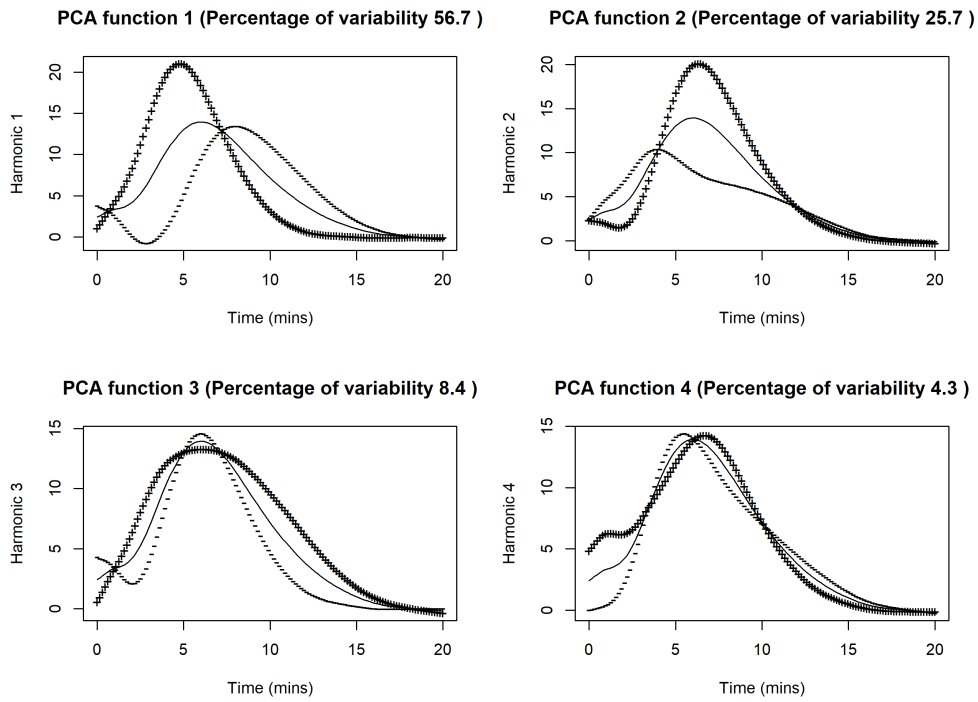 PCA function 1 (Percentage of variability 56.7 )
Harmonic 1
20
15
10
5
0
0 5 10 15 20
Time (mins)
PCA function 2 (Percentage of variability 25.7 )
Harmonic 2
20
15
10
5
0
0 5 10 15 20
Time (mins)
PCA function 3 (Percentage of variability 8.4 )
Harmonic 3
15
10
5
0
0 5 10 15 20
Time (mins)
PCA function 4 (Percentage of variability 4.3 )
Harmonic 4
15
10
5
0
0 5 10 15 20
Time (mins)